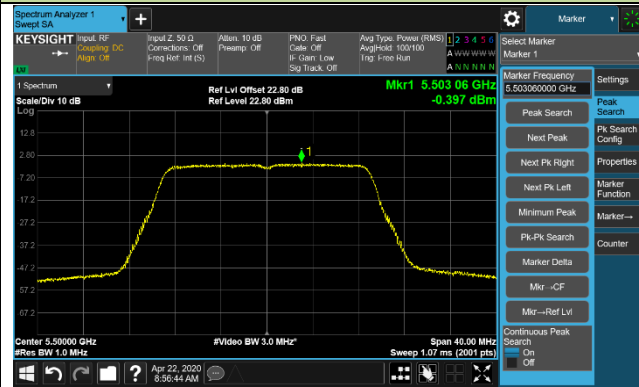 Spectrum Analyzer 1
Swept SA
+
Marker
KEYSIGHT
Input: RF
Coupling: DC
Align: Off
Input Z: 50 Ω
Corrections: Off
Freq Ref: Int (S)
Atten: 10 dB
Preamp: Off
PNO: Fast
Gate: Off
IF Gain: Low
Sig Track: Off
Avg Type: Power (RMS)
Avg|Hold: 100/100
Trig: Free Run
1 2 3 4 5 6
A W W W W W
A N N N N N
Select Marker
Marker 1
1 Spectrum
Scale/Div 10 dB
Log
Ref Lvl Offset 22.80 dB
Ref Level 22.80 dBm
Mkr1 5.503 06 GHz
-0.397 dBm
12.8
2.80
-7.20
-17.2
-27.2
-37.2
-47.2
-57.2
-67.2
1
Center 5.50000 GHz
#Res BW 1.0 MHz
#Video BW 3.0 MHz*
Span 40.00 MHz
Sweep 1.07 ms (2001 pts)
Marker Frequency
5.503060000 GHz
Peak Search
Next Peak
Next Pk Right
Next Pk Left
Minimum Peak
Pk-Pk Search
Marker Delta
Mkr→CF
Mkr→Ref Lvl
Continuous Peak
Search
On
Off
Settings
Peak
Search
Pk Search
Config
Properties
Marker
Function
Marker→
Counter
?
Apr 22, 2020
8:56:44 AM